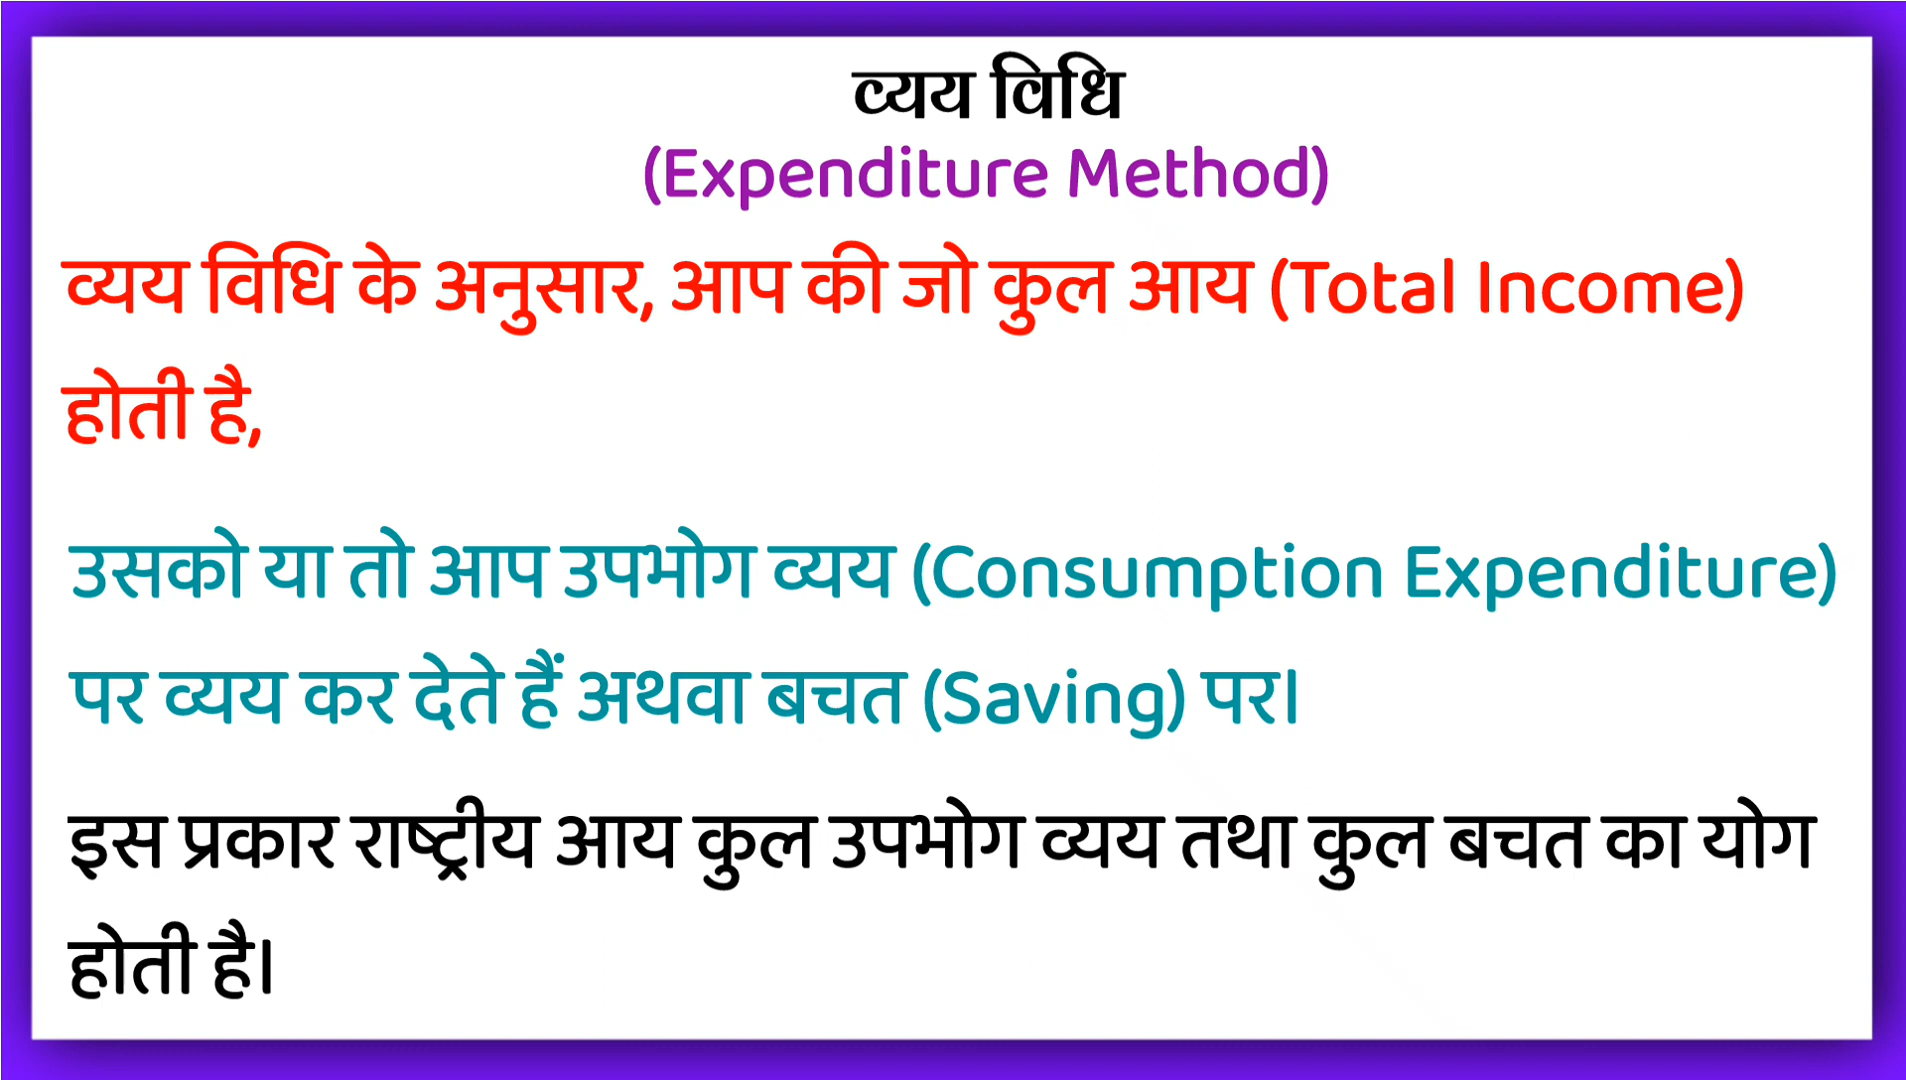 व्यय विधि
(Expenditure Method)
व्यय विधि के अनुसार, आप की जो कुल आय (Total Income)
होती है,
उसको या तो आप उपभोग व्यय (Consumption Expenditure)
पर व्यय कर देते हैं अथवा बचत (Saving) पर।
इस प्रकार राष्ट्रीय आय कुल उपभोग व्यय तथा कुल बचत का योग
होती है।